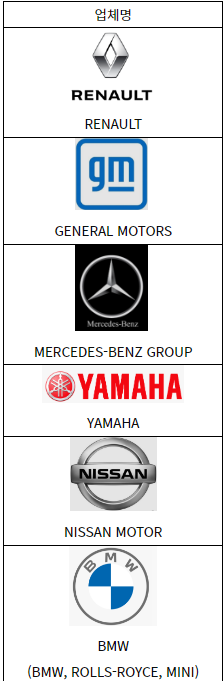 업체명
RENAULT
RENAULT
gm
GENERAL MOTORS
Mercedes-Benz
MERCEDES-BENZ GROUP
YAMAHA
YAMAHA
NISSAN
NISSAN MOTOR
BMW
BMW
(BMW, ROLLS-ROYCE, MINI)